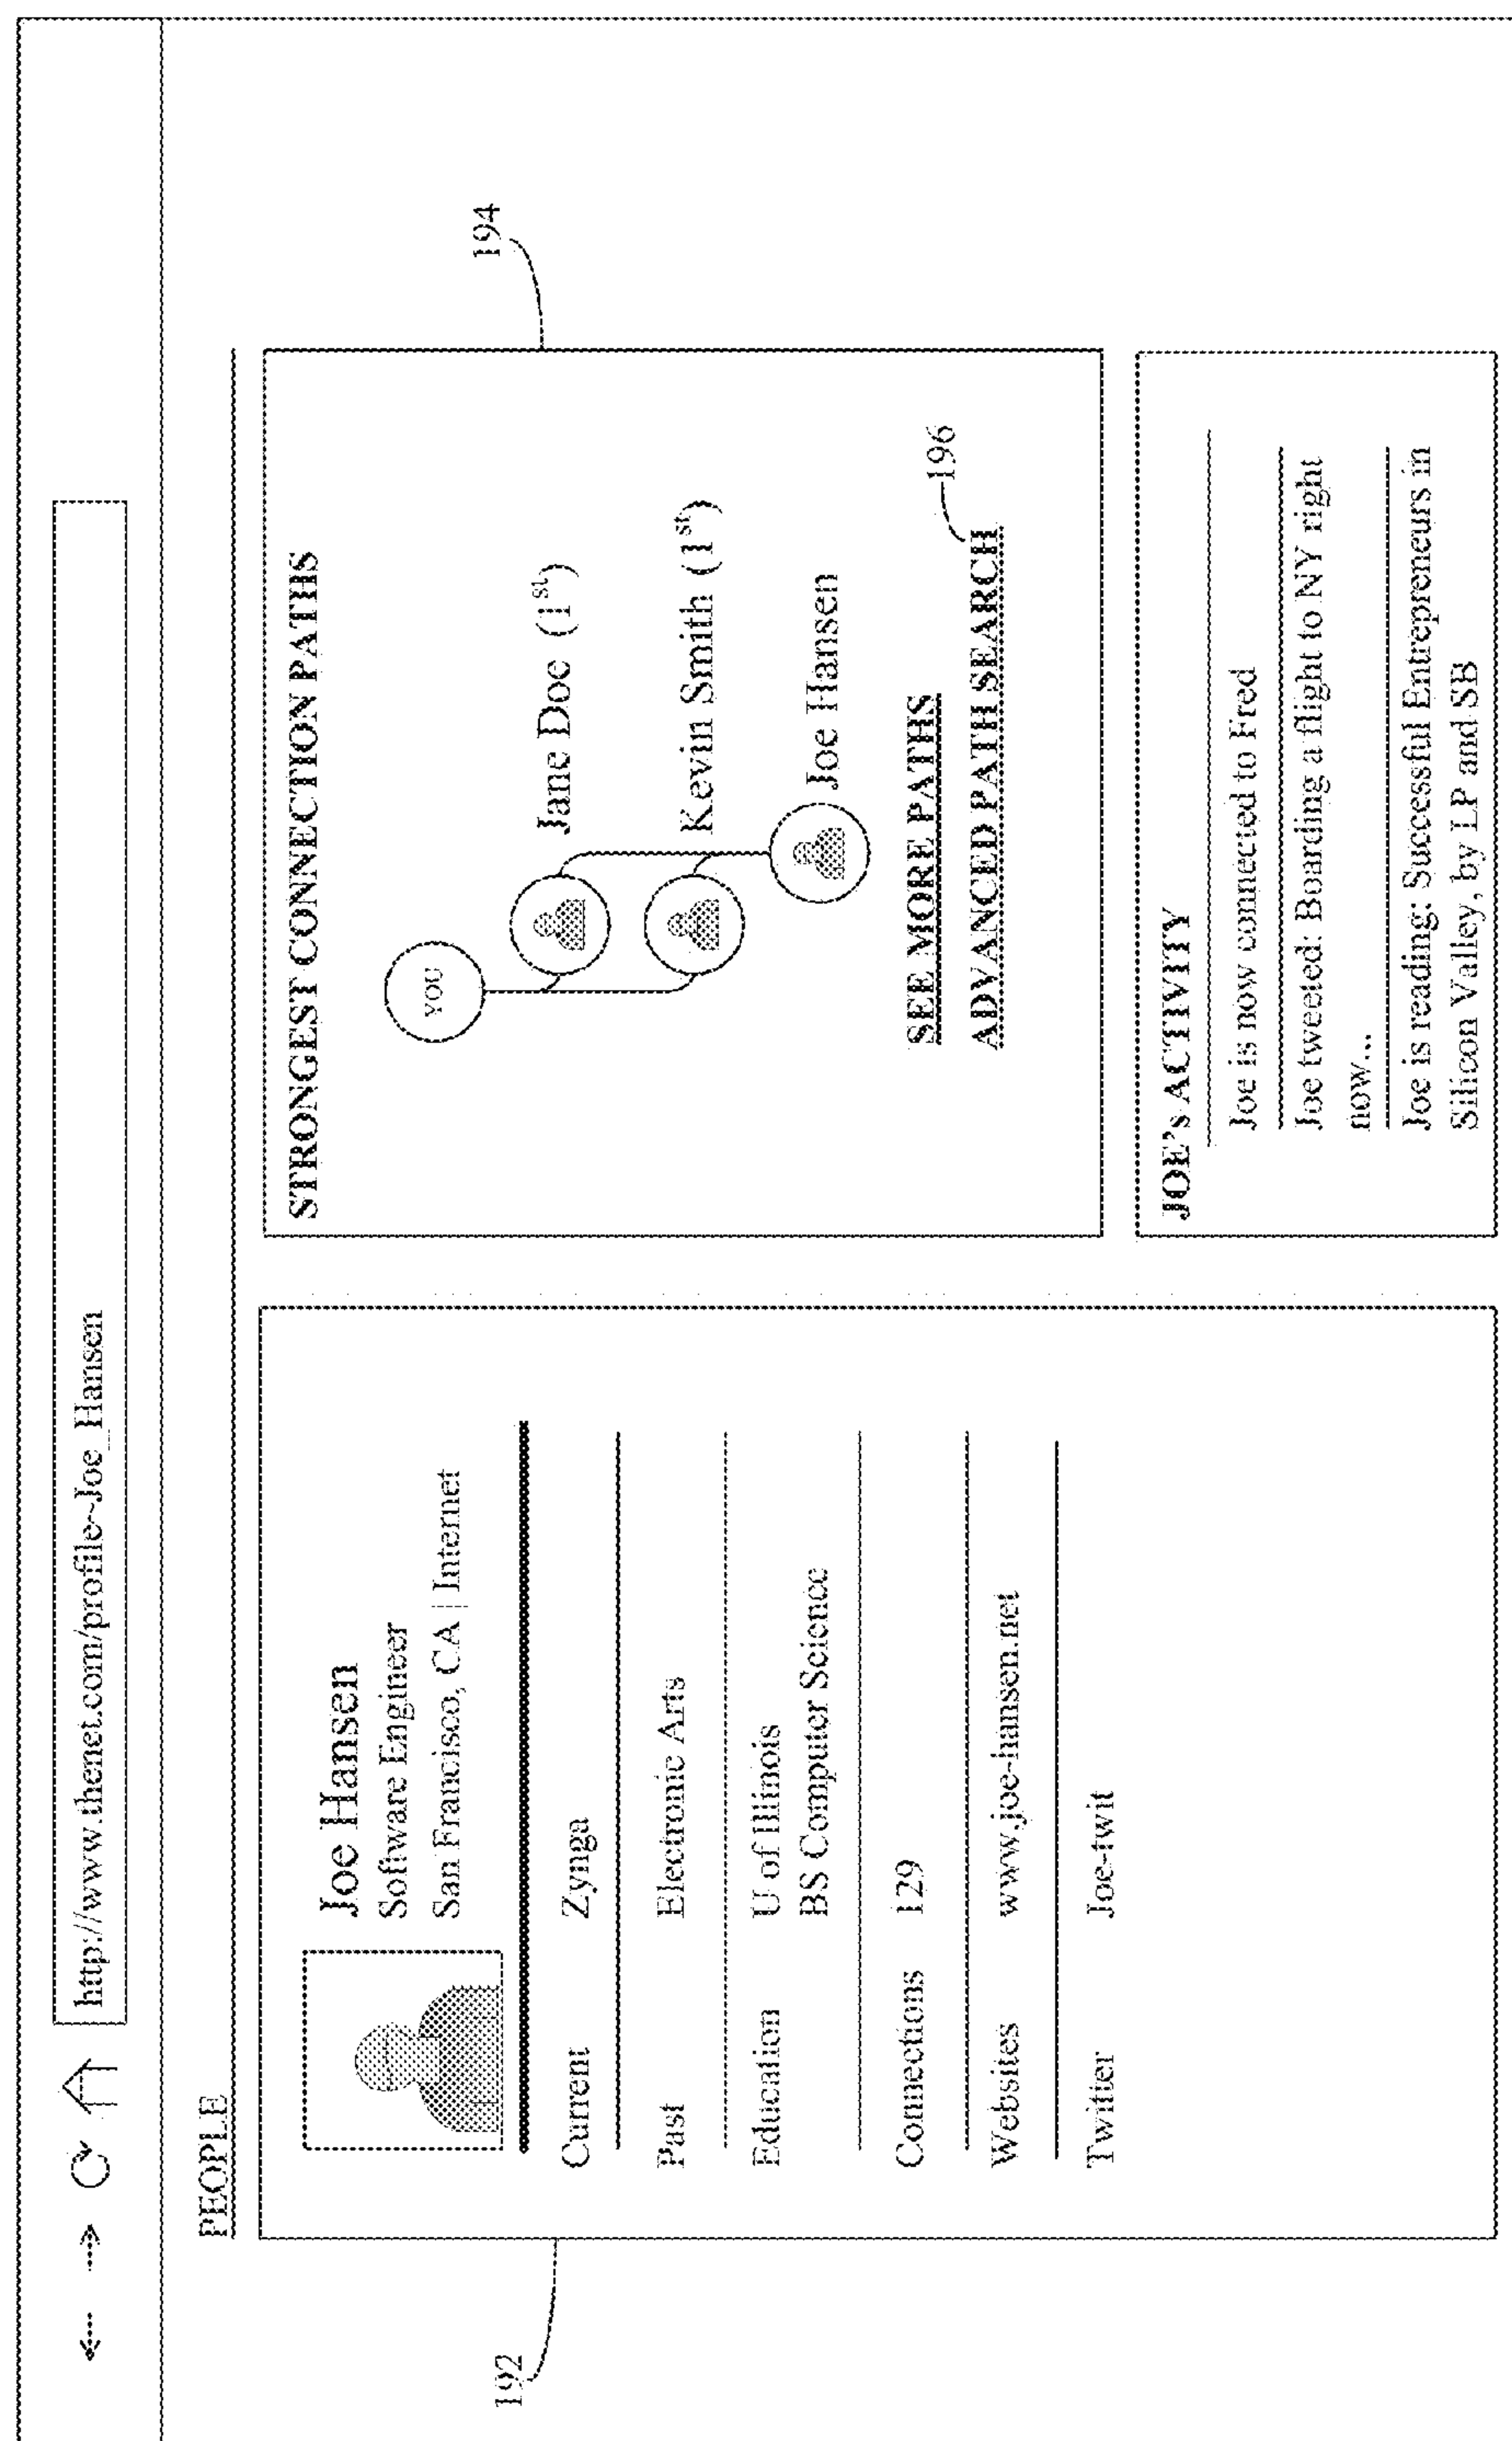 http://www.thenet.com/profile~Joe_Hansen
PEOPLE
192
Joe Hansen
Software Engineer
San Francisco, CA | Internet
Current Zynga
Past Electronic Arts
Education U of Illinois
BS Computer Science
Connections 129
Websites www.joe-hansen.net
Twitter Joe-twit
194
STRONGEST CONNECTION PATHS
YOU
Jane Doe (1st)
Kevin Smith (1st)
Joe Hansen
SEE MORE PATHS
196
ADVANCED PATH SEARCH
JOE's ACTIVITY
Joe is now connected to Fred
Joe tweeted: Boarding a flight to NY right
now...
Joe is reading: Successful Entrepreneurs in
Silicon Valley, by LP and SB